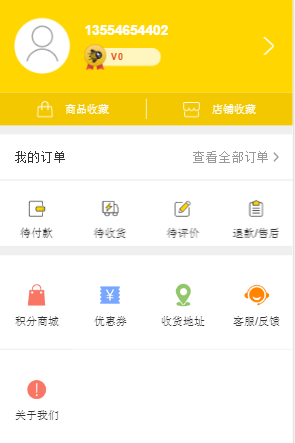 13554654402
V0
商品收藏 店铺收藏
我的订单 查看全部订单
待付款 待收货 待评价 退款/售后
积分商城 优惠券 收货地址 客服/反馈
关于我们